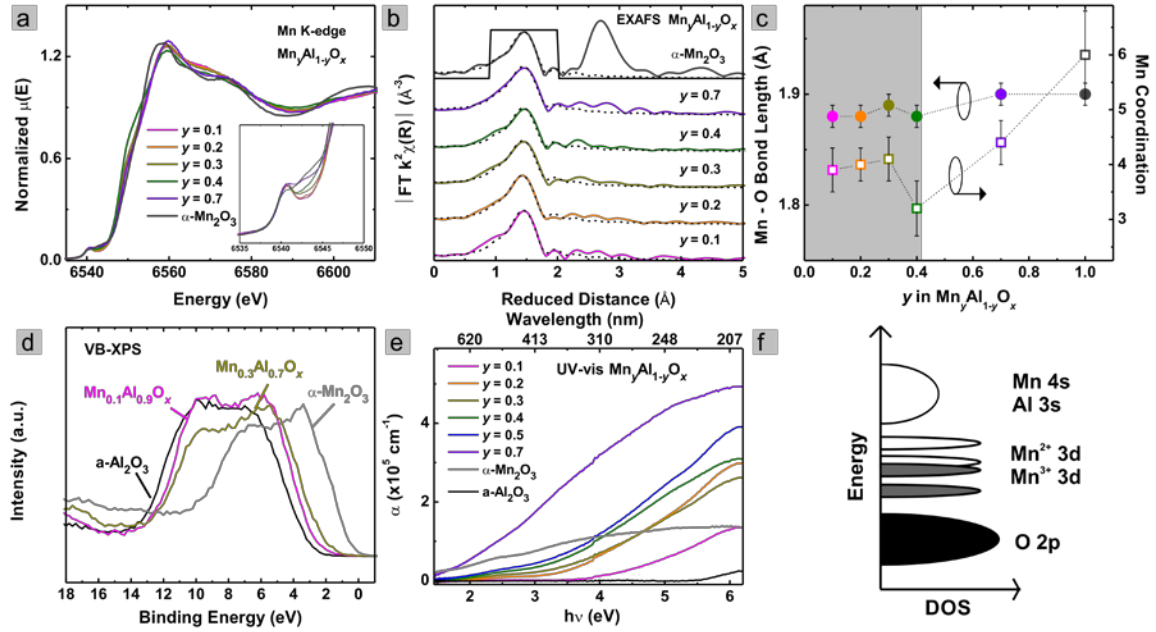 a
Mn K-edge
MnyAl1-yOx
Normalized μ(E)
1.2
0.6
0.0
y = 0.1
y = 0.2
y = 0.3
y = 0.4
y = 0.7
α-Mn2O3
6535 6540 6545 6550
6540 6560 6580 6600
Energy (eV)
b
EXAFS MnyAl1-yOx
α-Mn2O3
y = 0.7
y = 0.4
y = 0.3
y = 0.2
y = 0.1
| FT k2χ(R) | (Å-3)
0 1 2 3 4 5
Reduced Distance (Å)
c
Mn - O Bond Length (Å)
1.9
1.8
Mn Coordination
6
5
4
3
0.0 0.2 0.4 0.6 0.8 1.0
y in MnyAl1-yOx
d
VB-XPS
Mn0.1Al0.9Ox
Mn0.3Al0.7Ox
α-Mn2O3
a-Al2O3
Intensity (a.u.)
18 16 14 12 10 8 6 4 2 0
Binding Energy (eV)
e
Wavelength (nm)
620 413 310 248 207
UV-vis MnyAl1-yOx
y = 0.1
y = 0.2
y = 0.3
y = 0.4
y = 0.5
y = 0.7
α-Mn2O3
a-Al2O3
α (x105 cm-1)
4
2
0
2 3 4 5 6
hν (eV)
f
Energy
Mn 4s
Al 3s
Mn2+ 3d
Mn3+ 3d
O 2p
DOS